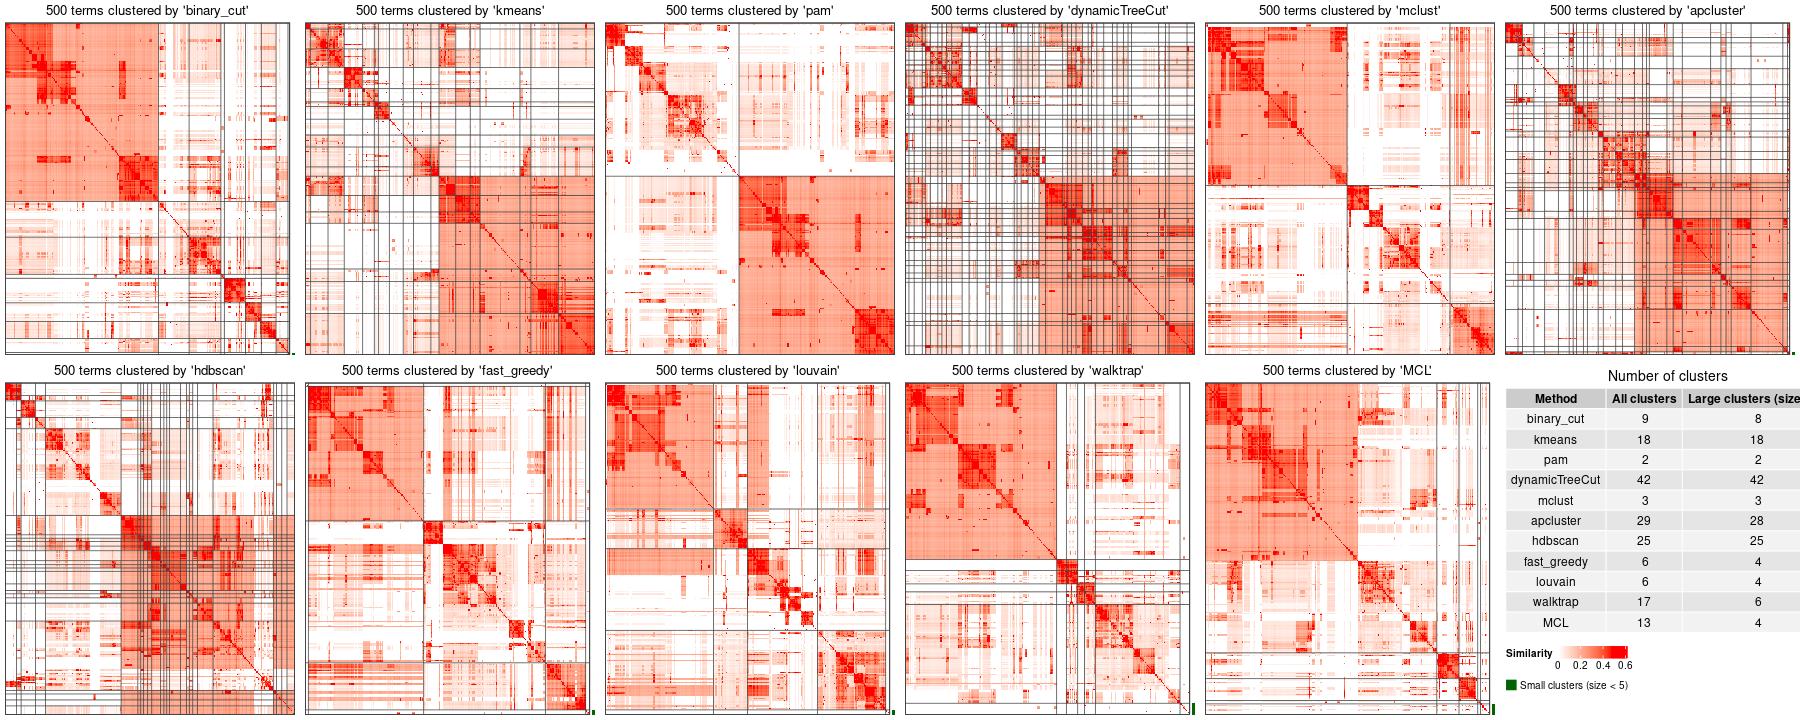 500 terms clustered by 'binary_cut'
500 terms clustered by 'kmeans'
500 terms clustered by 'pam'
500 terms clustered by 'dynamicTreeCut'
500 terms clustered by 'mclust'
500 terms clustered by 'apcluster'
500 terms clustered by 'hdbscan'
500 terms clustered by 'fast_greedy'
500 terms clustered by 'louvain'
500 terms clustered by 'walktrap'
500 terms clustered by 'MCL'
Number of clusters
Method All clusters Large clusters (size
binary_cut 9 8
kmeans 18 18
pam 2 2
dynamicTreeCut 42 42
mclust 3 3
apcluster 29 28
hdbscan 25 25
fast_greedy 6 4
louvain 6 4
walktrap 17 6
MCL 13 4
Similarity
0 0.2 0.4 0.6
Small clusters (size < 5)